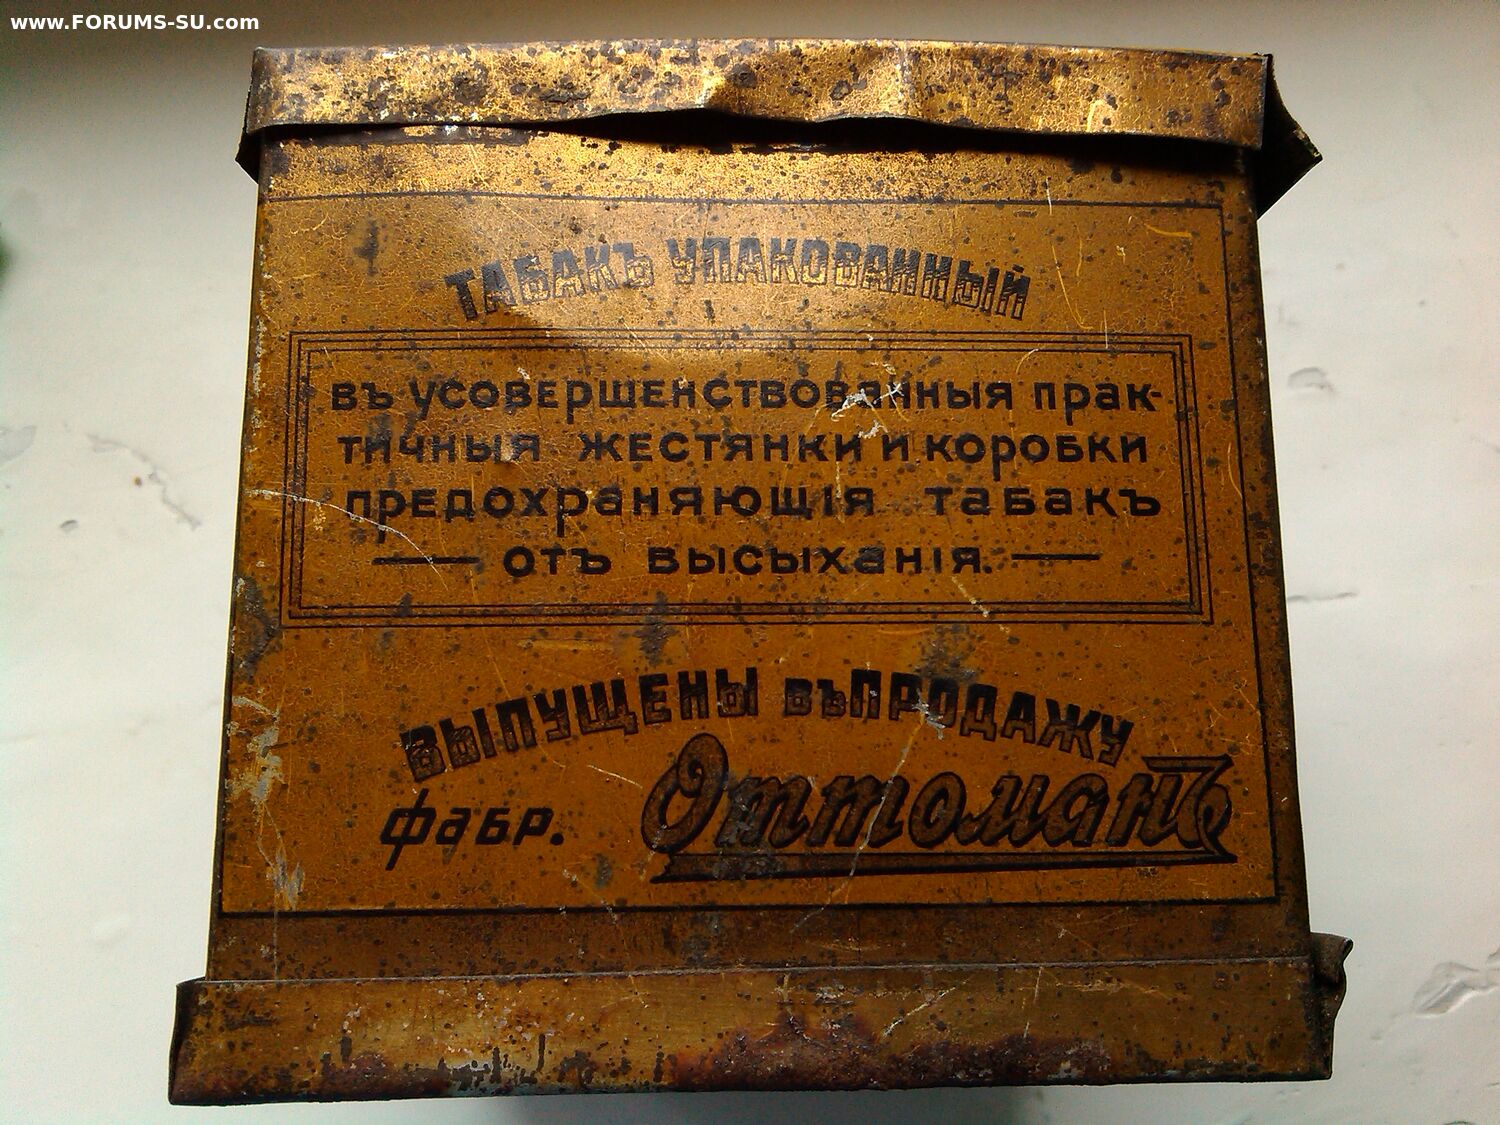 www.FORUMS-SU.com
ТАБАКЪ УПАКОВАННЫЙ
въ усовершенствованныя прак-
тичныя жестянки и коробки
предохраняющія табакъ
— отъ высыханія. —
ВЫПУЩЕНЫ въ ПРОДАЖУ
фабр. Оттоманъ